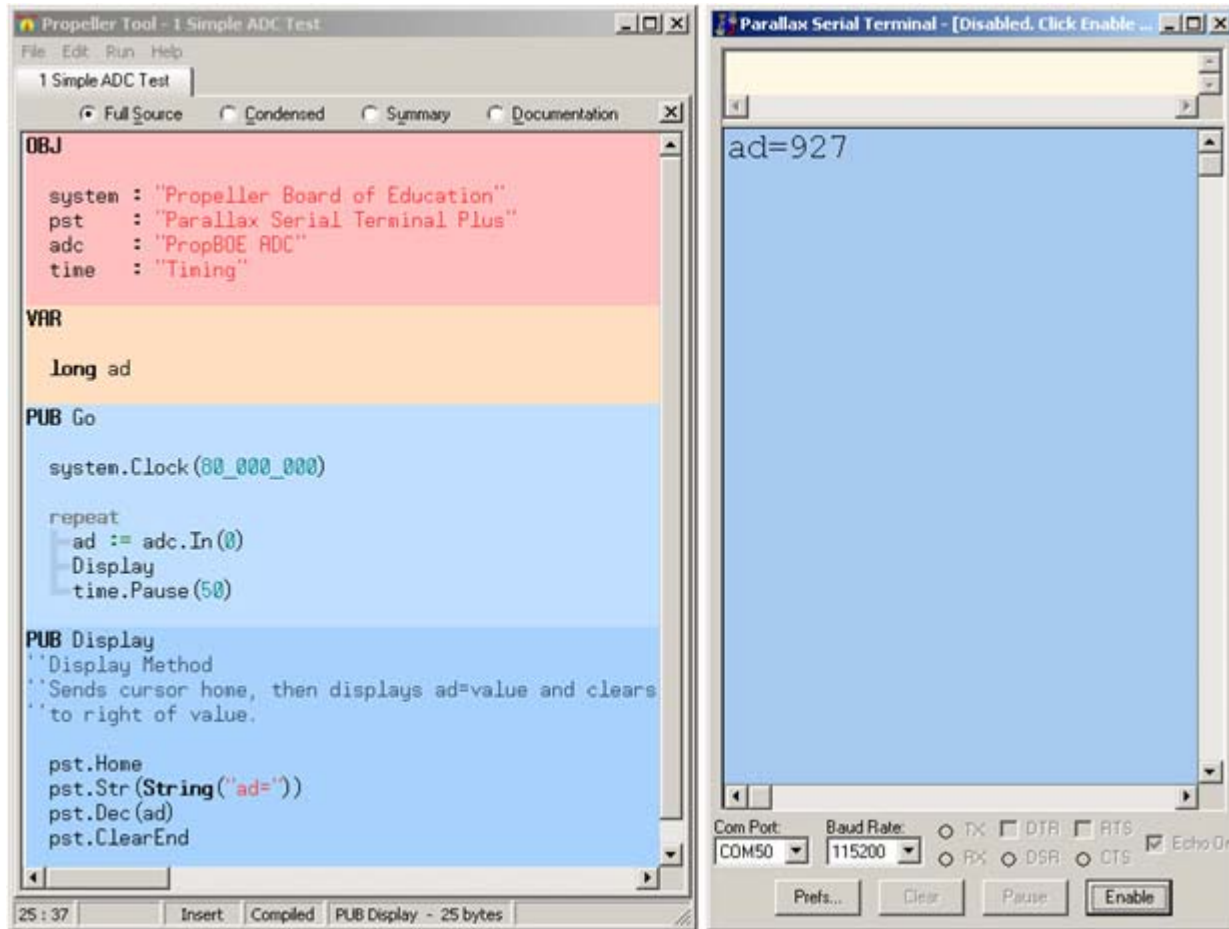 Propeller Tool - 1 Simple ADC Test
File Edit Run Help
1 Simple ADC Test
Full Source Condensed Summary Documentation
OBJ
system : "Propeller Board of Education"
pst : "Parallax Serial Terminal Plus"
adc : "PropBOE ADC"
time : "Timing"
VAR
long ad
PUB Go
system.Clock(80_000_000)
repeat
ad := adc.In(0)
Display
time.Pause(50)
PUB Display
''Display Method
''Sends cursor home, then displays ad=value and clears
''to right of value.
pst.Home
pst.Str(String("ad="))
pst.Dec(ad)
pst.ClearEnd
25 : 37 Insert Compiled PUB Display - 25 bytes
Parallax Serial Terminal - [Disabled. Click Enable ...
ad=927
Com Port: Baud Rate: TX DTR RTS
COM50 115200 RX DSR CTS Echo On
Prefs... Clear Pause Enable